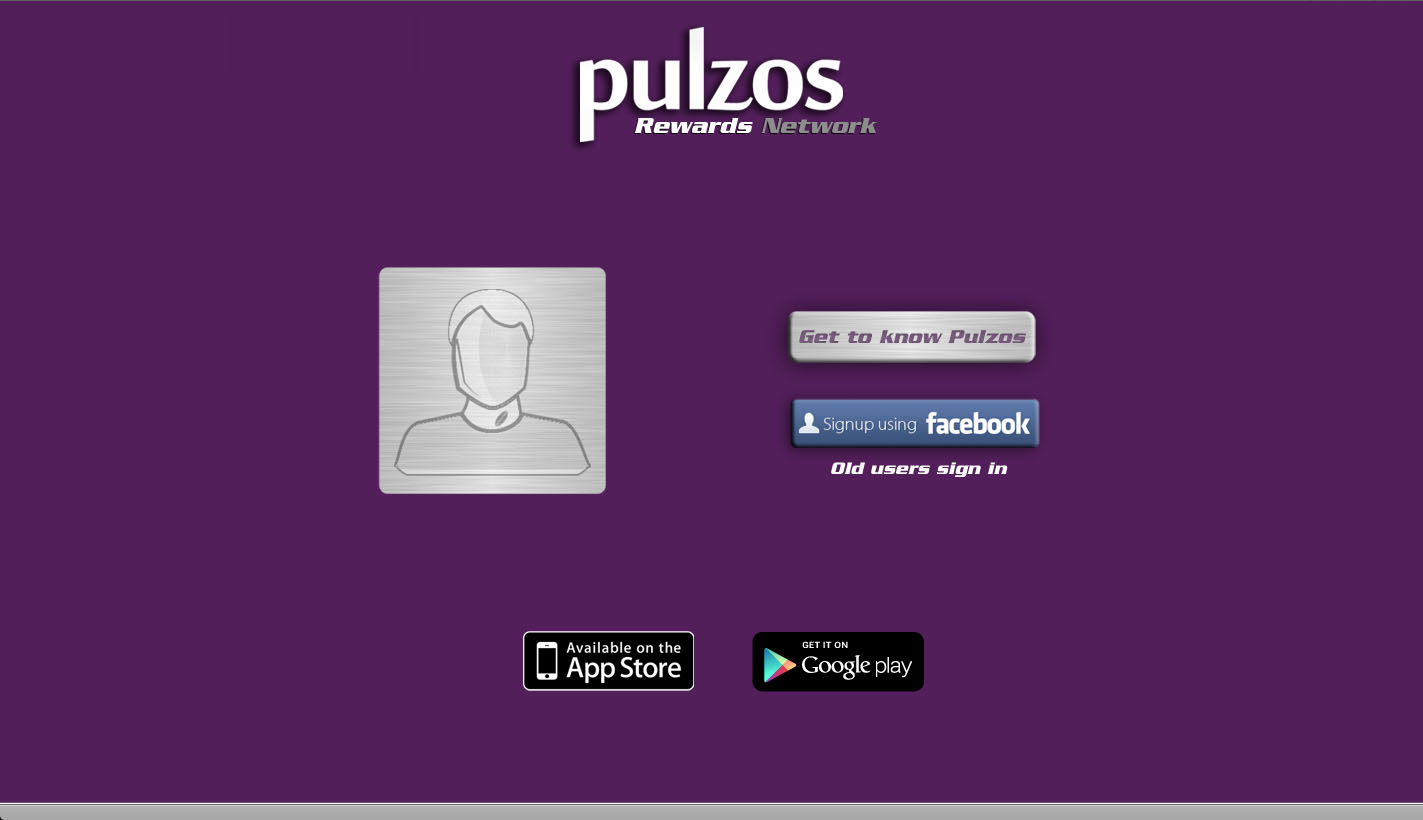 pulzos
Rewards Network
Get to know Pulzos
Signup using facebook
Old users sign in
Available on the
App Store
GET IT ON
Google play